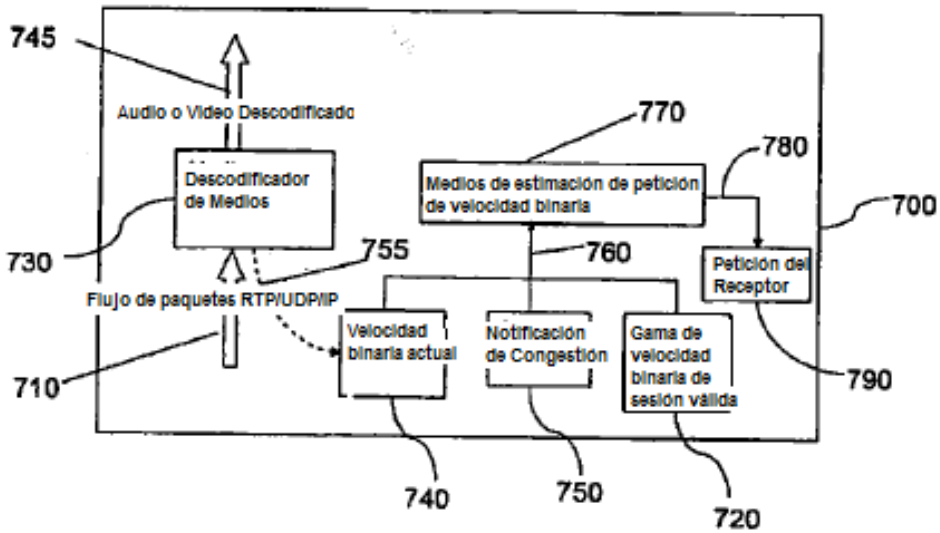 745
Audio o Video Descodificado
770
780
Descodificador
de Medios
Medios de estimación de petición
de velocidad binaria
700
730
755
760
Petición del
Receptor
Flujo de paquetes RTP/UDP/IP
Velocidad
binaria actual
Notificación
de Congestión
Gama de
velocidad
binaria de
sesión válida
710
790
740
750
720